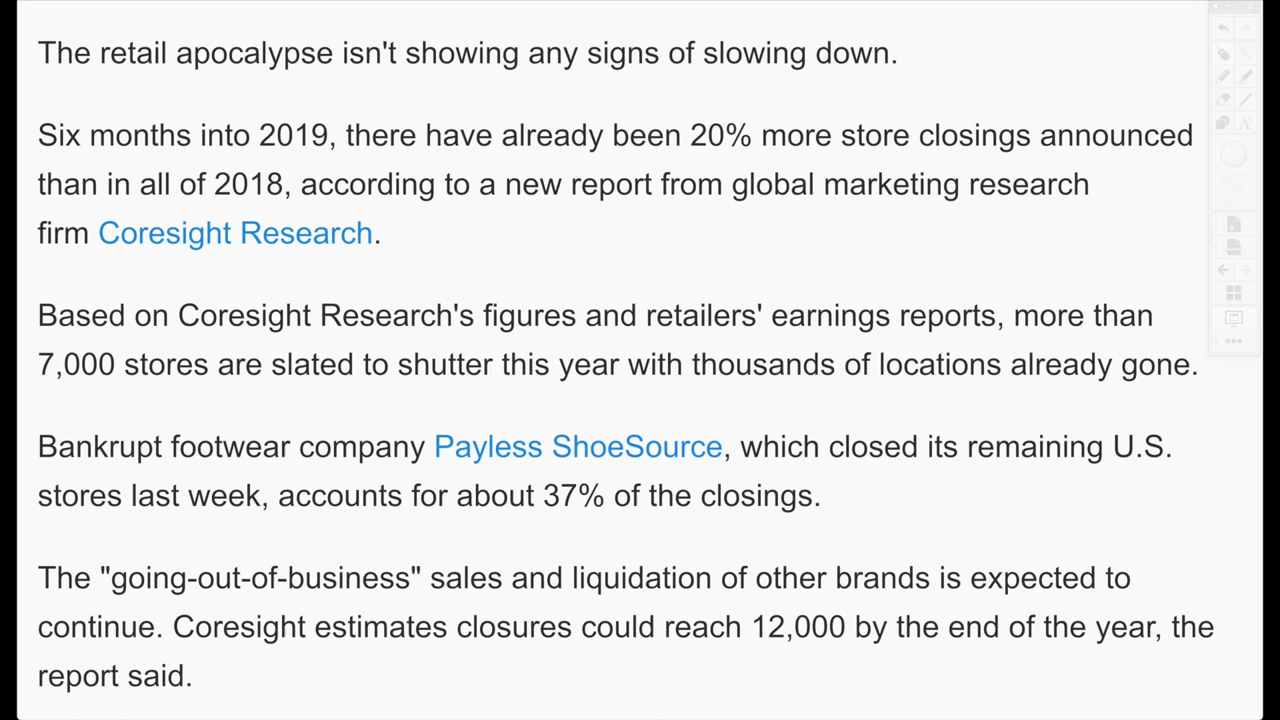 The retail apocalypse isn't showing any signs of slowing down.
Six months into 2019, there have already been 20% more store closings announced
than in all of 2018, according to a new report from global marketing research
firm Coresight Research.
Based on Coresight Research's figures and retailers' earnings reports, more than
7,000 stores are slated to shutter this year with thousands of locations already gone.
Bankrupt footwear company Payless ShoeSource, which closed its remaining U.S.
stores last week, accounts for about 37% of the closings.
The "going-out-of-business" sales and liquidation of other brands is expected to
continue. Coresight estimates closures could reach 12,000 by the end of the year, the
report said.